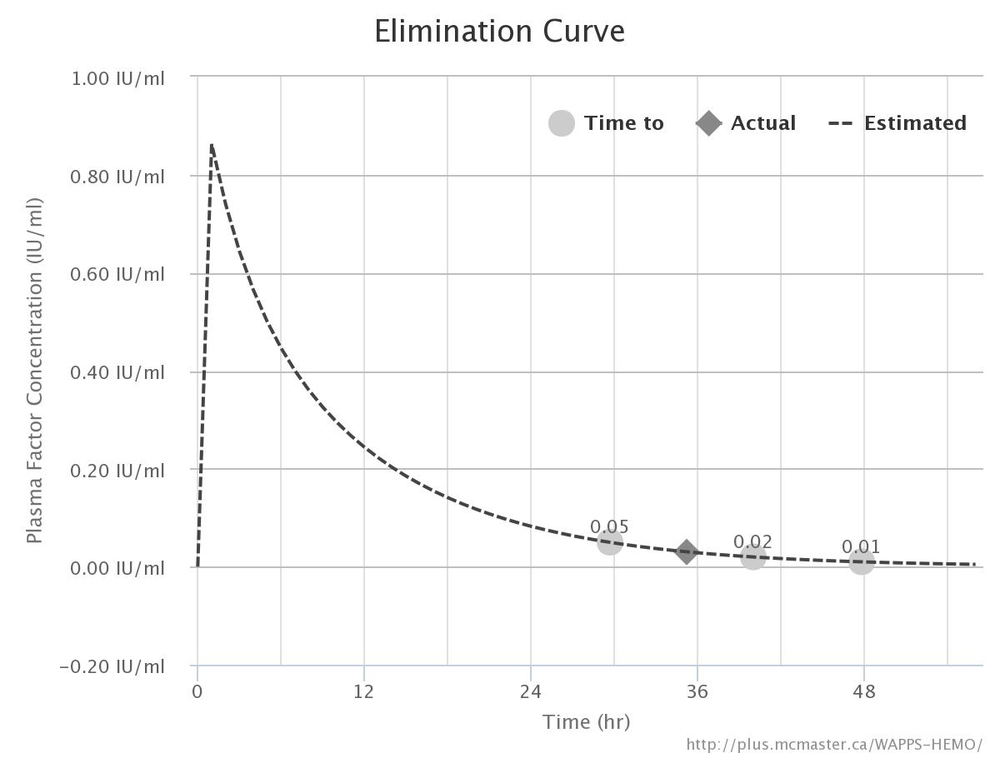 Elimination Curve
1.00 IU/ml
Time to
Actual
Estimated
0.80 IU/ml
0.60 IU/ml
0.40 IU/ml
0.20 IU/ml
0.00 IU/ml
−0.20 IU/ml
Plasma Factor Concentration (IU/ml)
0.05
0.02
0.01
0
12
24
36
48
Time (hr)
http://plus.mcmaster.ca/WAPPS-HEMO/